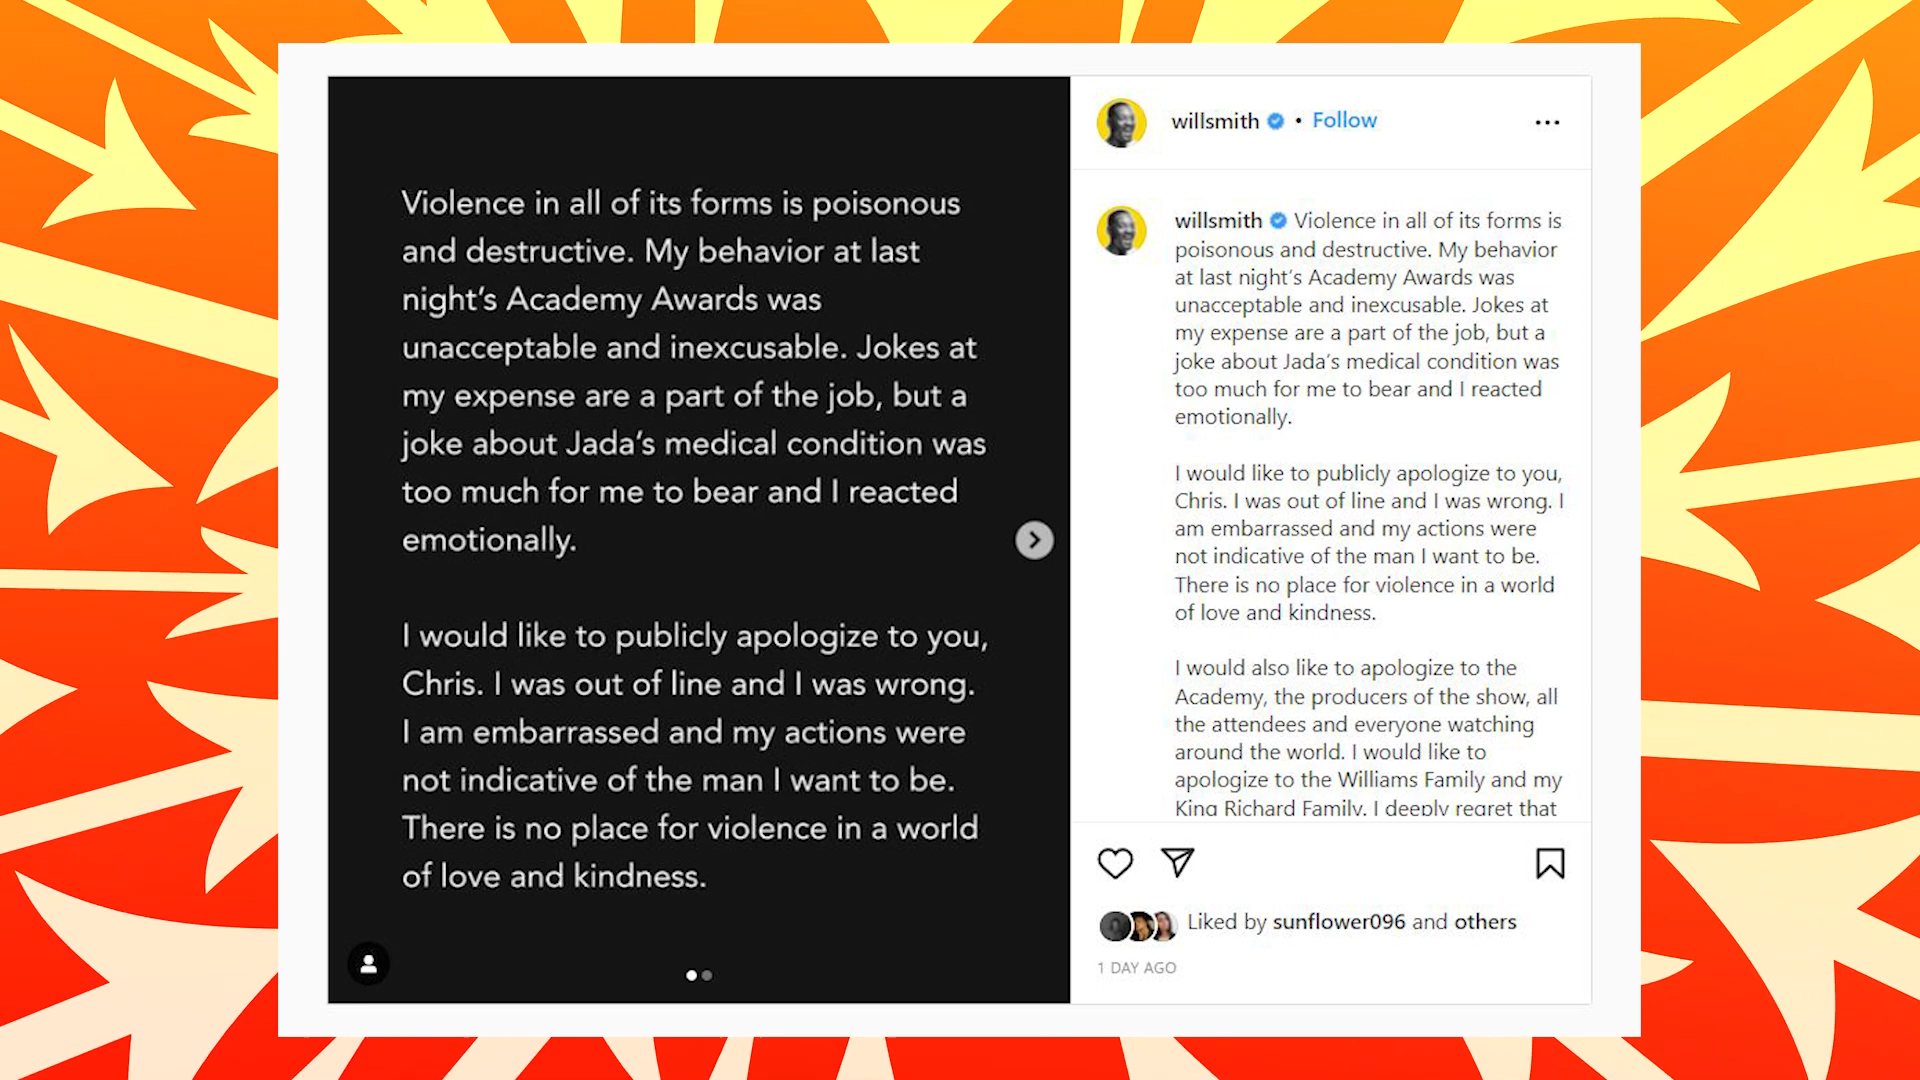 Violence in all of its forms is poisonous
and destructive. My behavior at last
night's Academy Awards was
unacceptable and inexcusable. Jokes at
my expense are a part of the job, but a
joke about Jada's medical condition was
too much for me to bear and I reacted
emotionally.
I would like to publicly apologize to you,
Chris. I was out of line and I was wrong.
I am embarrassed and my actions were
not indicative of the man I want to be.
There is no place for violence in a world
of love and kindness.
willsmith • Follow
willsmith Violence in all of its forms is
poisonous and destructive. My behavior
at last night's Academy Awards was
unacceptable and inexcusable. Jokes at
my expense are a part of the job, but a
joke about Jada's medical condition was
too much for me to bear and I reacted
emotionally.
I would like to publicly apologize to you,
Chris. I was out of line and I was wrong. I
am embarrassed and my actions were
not indicative of the man I want to be.
There is no place for violence in a world
of love and kindness.
I would also like to apologize to the
Academy, the producers of the show, all
the attendees and everyone watching
around the world. I would like to
apologize to the Williams Family and my
King Richard Family. I deeply regret that
Liked by sunflower096 and others
1 DAY AGO